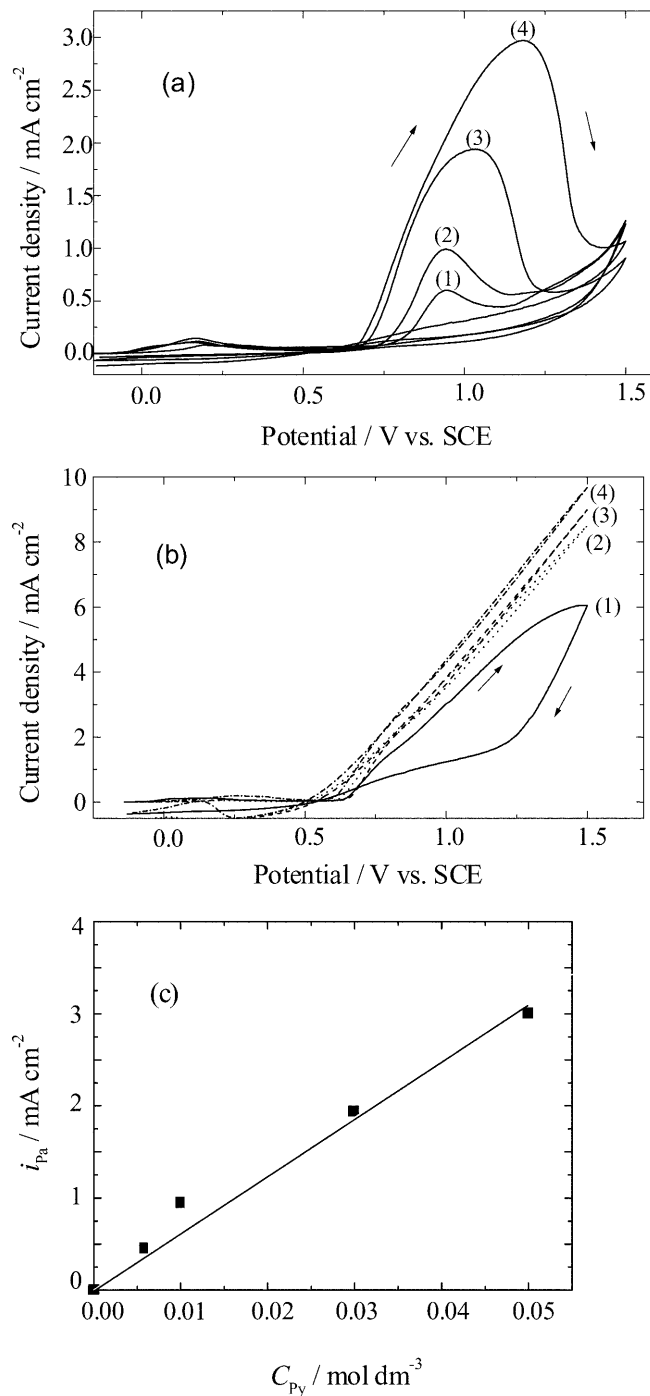 (a)
3.0
2.5
2.0
1.5
1.0
0.5
0.0
Current density / mA cm⁻²
(4)
(3)
(2)
(1)
0.0 0.5 1.0 1.5
Potential / V vs. SCE
(b)
10
8
6
4
2
0
Current density / mA cm⁻²
(4)
(3)
(2)
(1)
0.0 0.5 1.0 1.5
Potential / V vs. SCE
(c)
4
3
2
1
0
i_Pa / mA cm⁻²
0.00 0.01 0.02 0.03 0.04 0.05
C_Py / mol dm⁻³